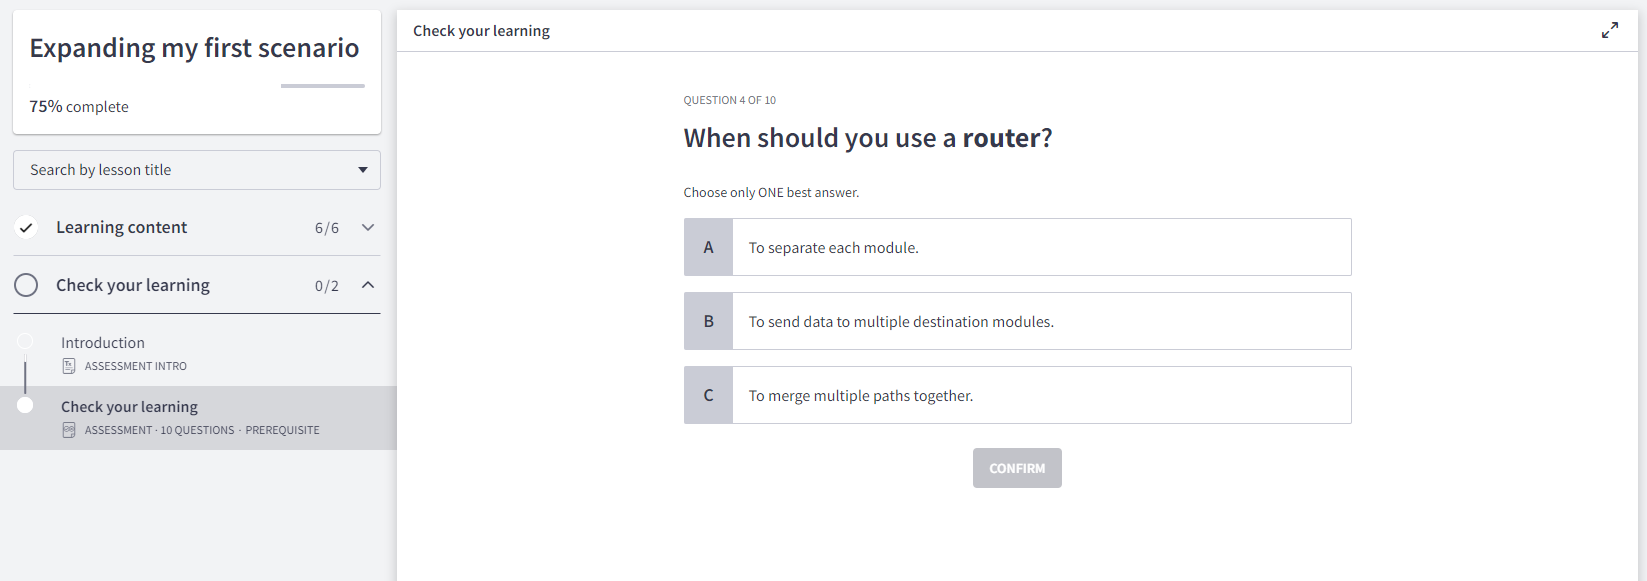 Expanding my first scenario
75% complete
Search by lesson title
Learning content 6/6
Check your learning 0/2
Introduction
ASSESSMENT INTRO
Check your learning
ASSESSMENT · 10 QUESTIONS · PREREQUISITE
Check your learning
QUESTION 4 OF 10
When should you use a router?
Choose only ONE best answer.
A To separate each module.
B To send data to multiple destination modules.
C To merge multiple paths together.
CONFIRM